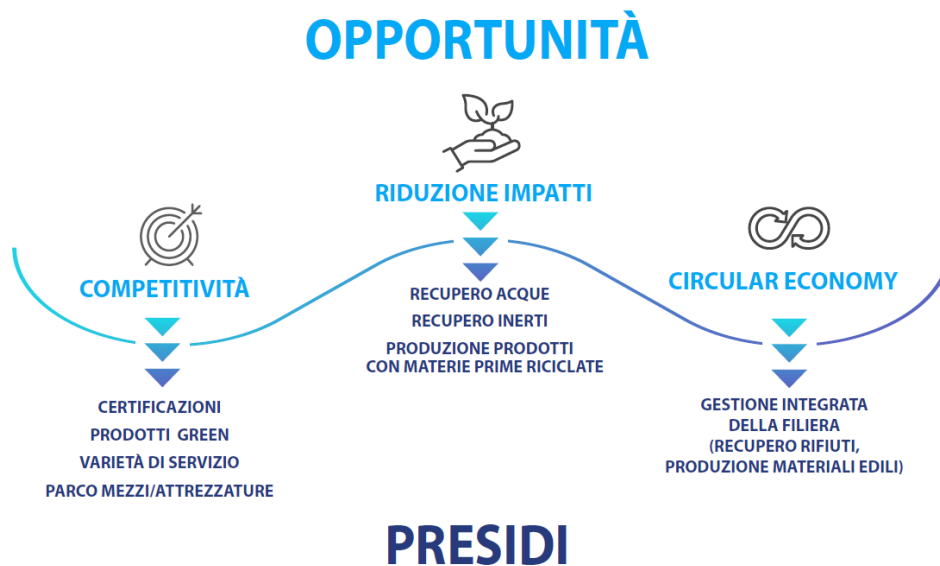 OPPORTUNITÀ
RIDUZIONE IMPATTI
RECUPERO ACQUE
RECUPERO INERTI
PRODUZIONE PRODOTTI
CON MATERIE PRIME RICICLATE
COMPETITIVITÀ
CERTIFICAZIONI
PRODOTTI GREEN
VARIETÀ DI SERVIZIO
PARCO MEZZI/ATTREZZATURE
CIRCULAR ECONOMY
GESTIONE INTEGRATA
DELLA FILIERA
(RECUPERO RIFIUTI,
PRODUZIONE MATERIALI EDILI)
PRESIDI